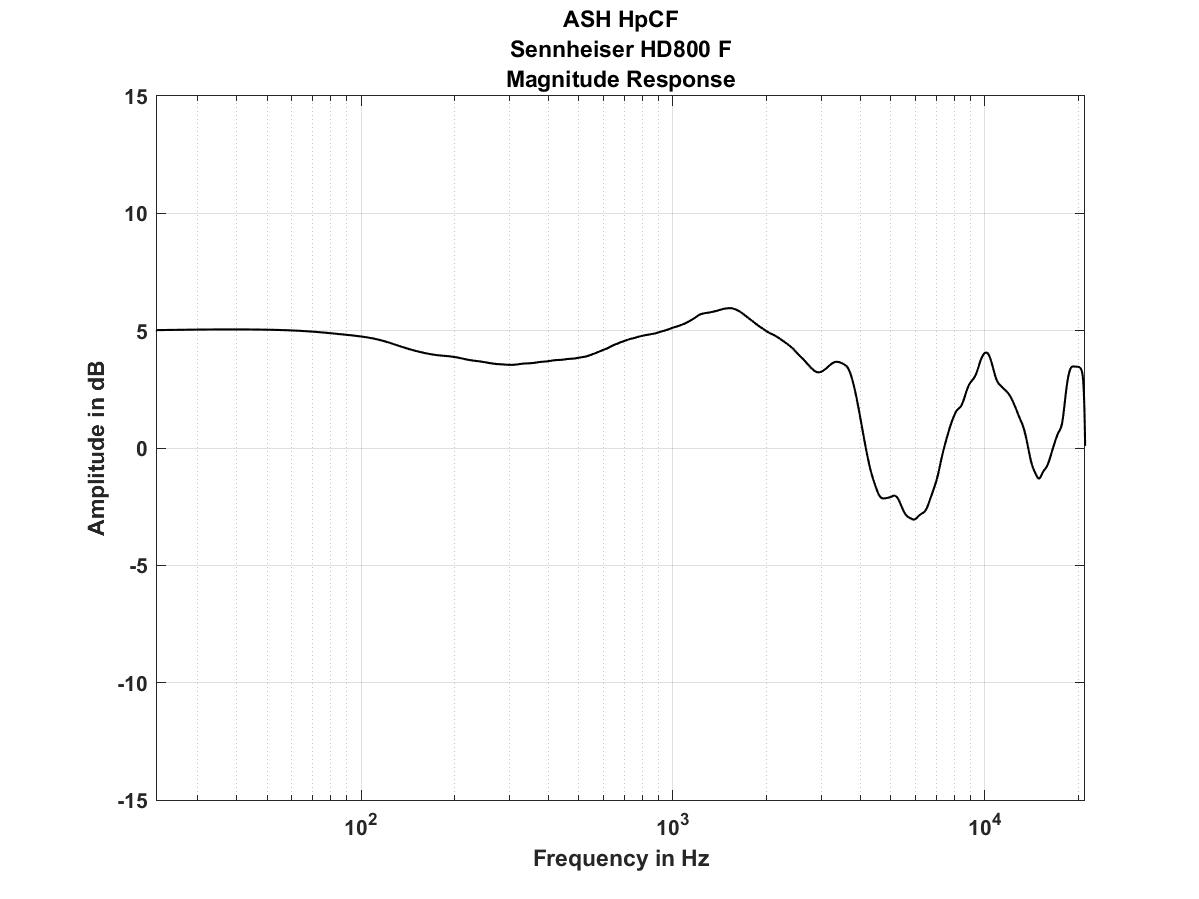 ASH HpCF
Sennheiser HD800 F
Magnitude Response
15
10
5
0
-5
-10
-15
Amplitude in dB
10² 10³ 10⁴
Frequency in Hz